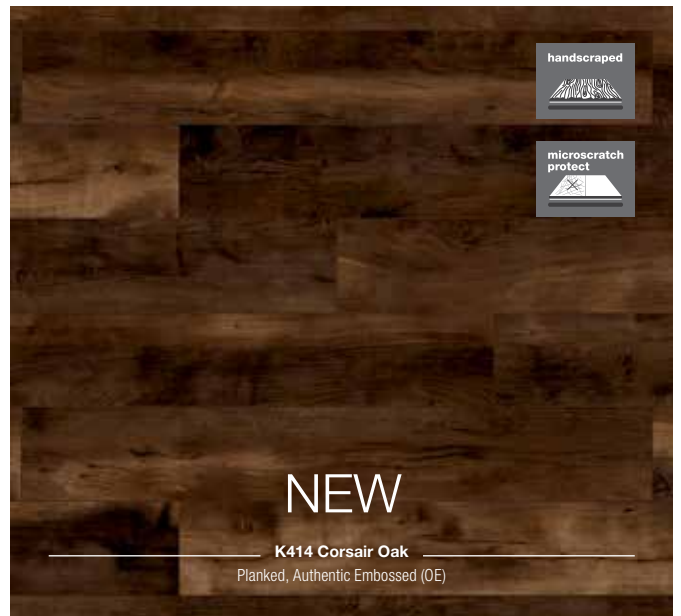 handscraped
microscratch
protect
NEW
K414 Corsair Oak
Planked, Authentic Embossed (OE)